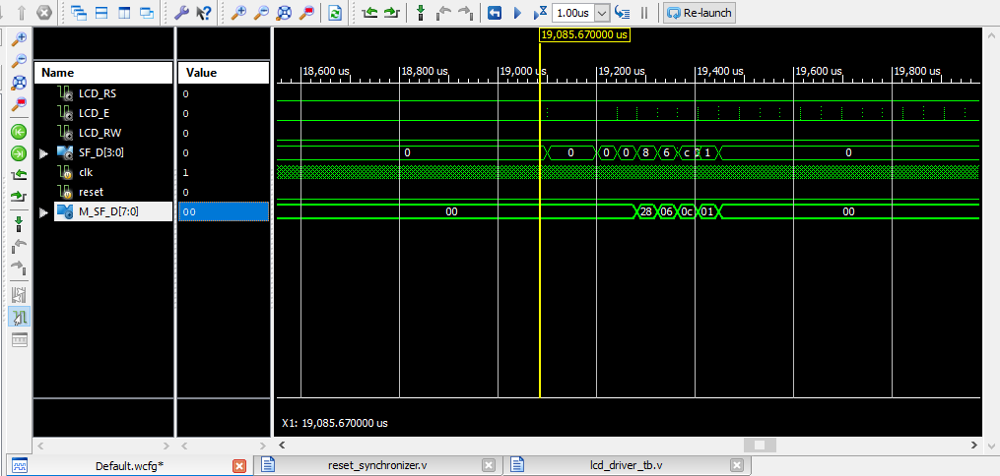 1.00us
Re-launch
19,085.670000 us
Name
Value
18,600 us
18,800 us
19,000 us
19,200 us
19,400 us
19,600 us
19,800 us
LCD_RS
0
LCD_E
0
LCD_RW
0
SF_D[3:0]
0
0
0
0
0
8
6
c
1
0
clk
1
reset
0
M_SF_D[7:0]
00
00
28
06
0c
01
00
X1: 19,085.670000 us
Default.wcfg*
reset_synchronizer.v
lcd_driver_tb.v